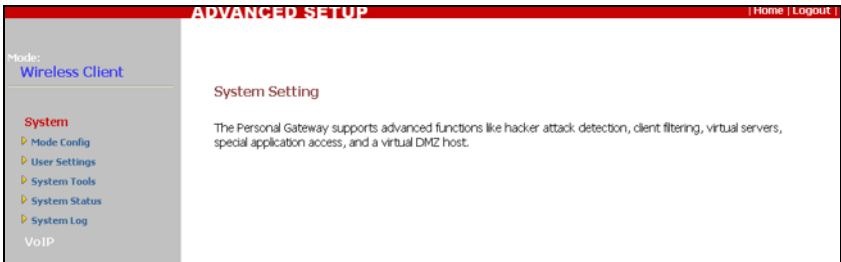 ADVANCED SETUP
| Home | Logout |
Mode:
Wireless Client
System
Mode Config
User Settings
System Tools
System Status
System Log
VoIP
System Setting
The Personal Gateway supports advanced functions like hacker attack detection, client filtering, virtual servers,
special application access, and a virtual DMZ host.